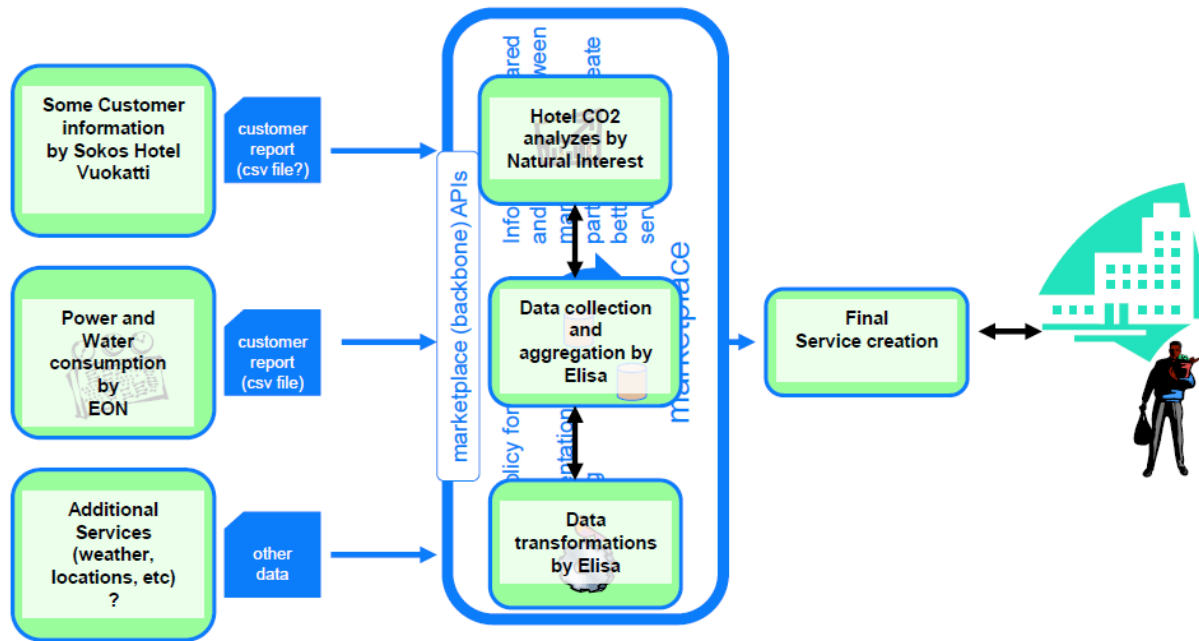 Some Customer
information
by Sokos Hotel
Vuokatti
customer
report
(csv file?)
Power and
Water
consumption
by
EON
customer
report
(csv file)
Additional
Services
(weather,
locations, etc)
?
other
data
marketplace (backbone) APIs
Hotel CO2
analyzes by
Natural Interest
Data collection
and
aggregation by
Elisa
Data
transformations
by Elisa
and
marketplace
Final
Service creation